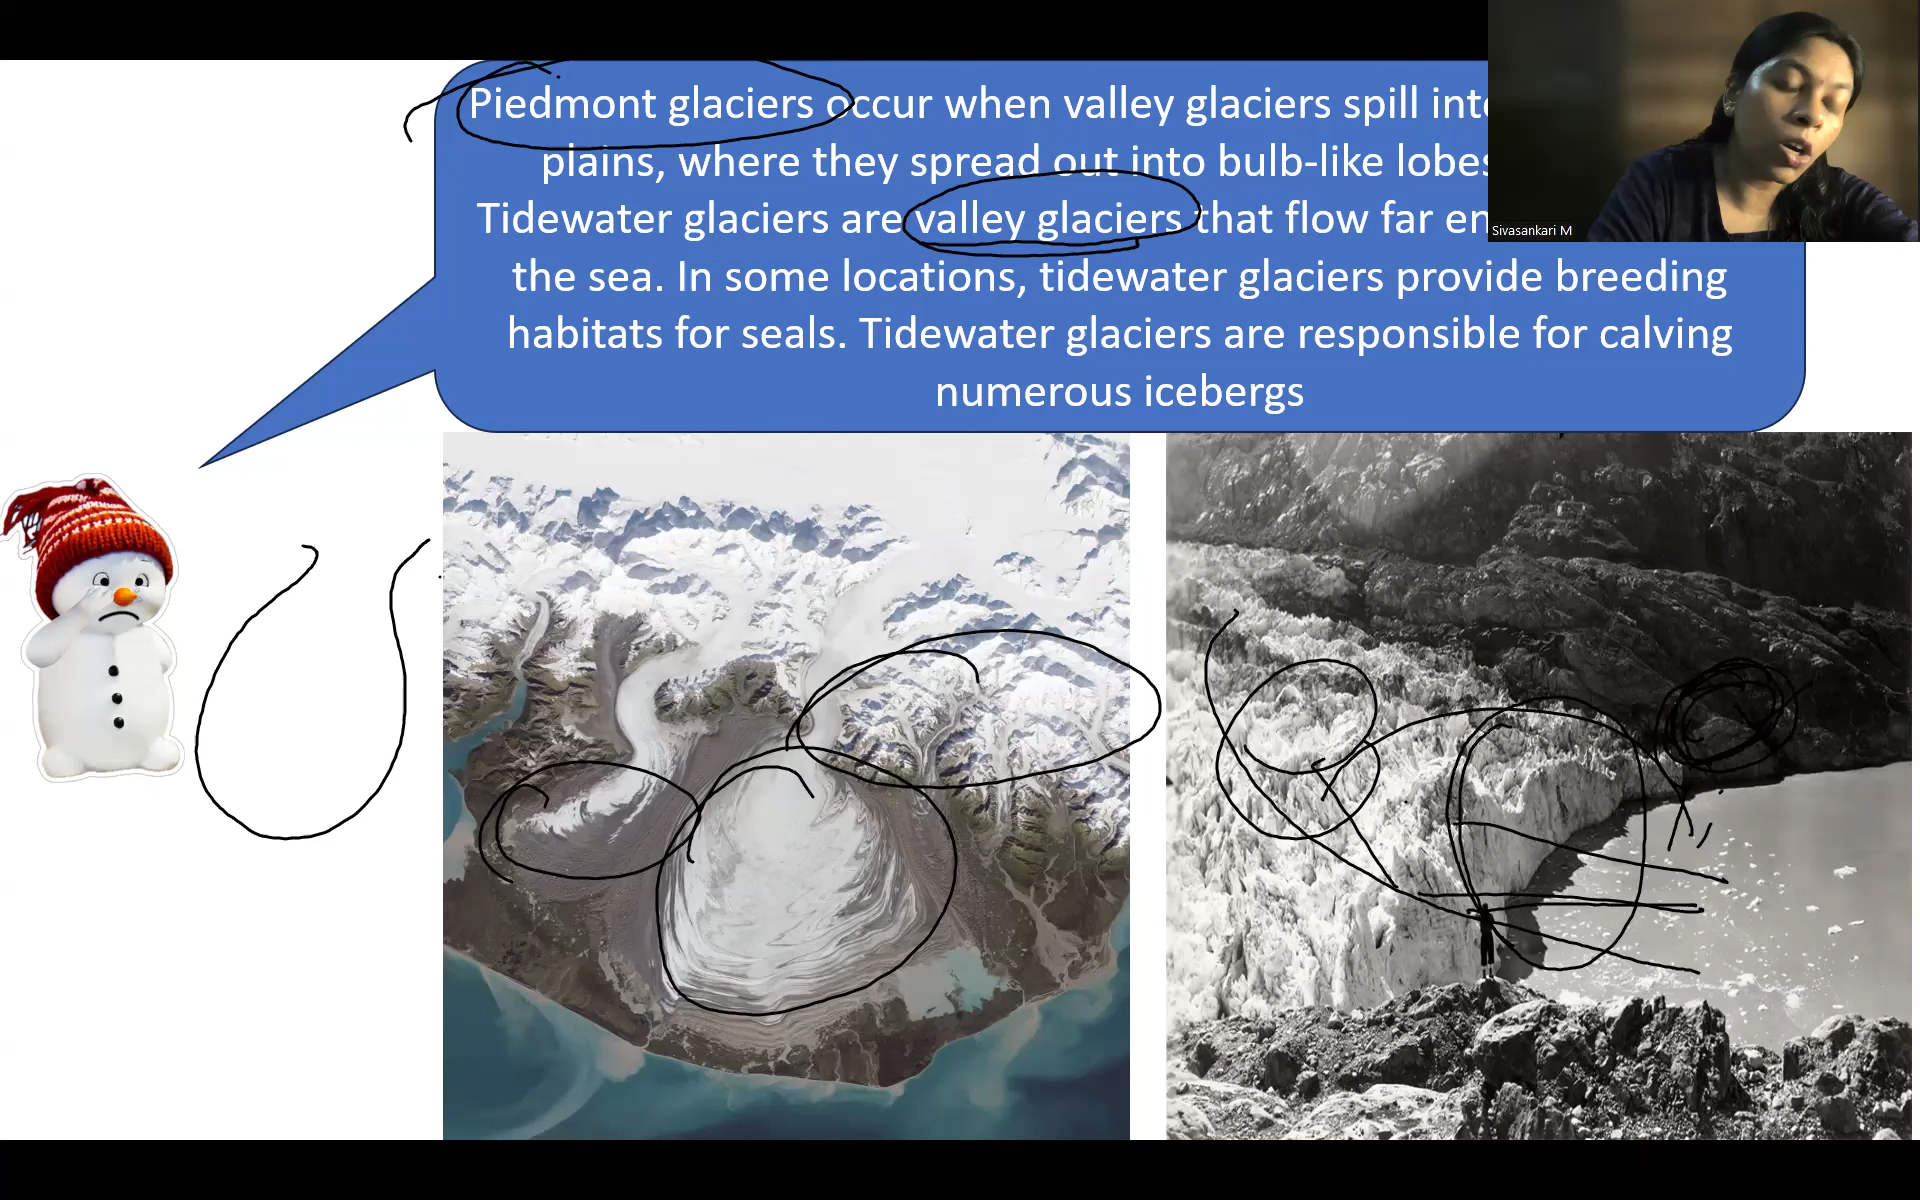 Piedmont glaciers occur when valley glaciers spill
plains, where they spread out into bulb-like lobes
Tidewater glaciers are valley glaciers that flow far
the sea. In some locations, tidewater glaciers provide breeding
habitats for seals. Tidewater glaciers are responsible for calving
numerous icebergs
Sivasankari M